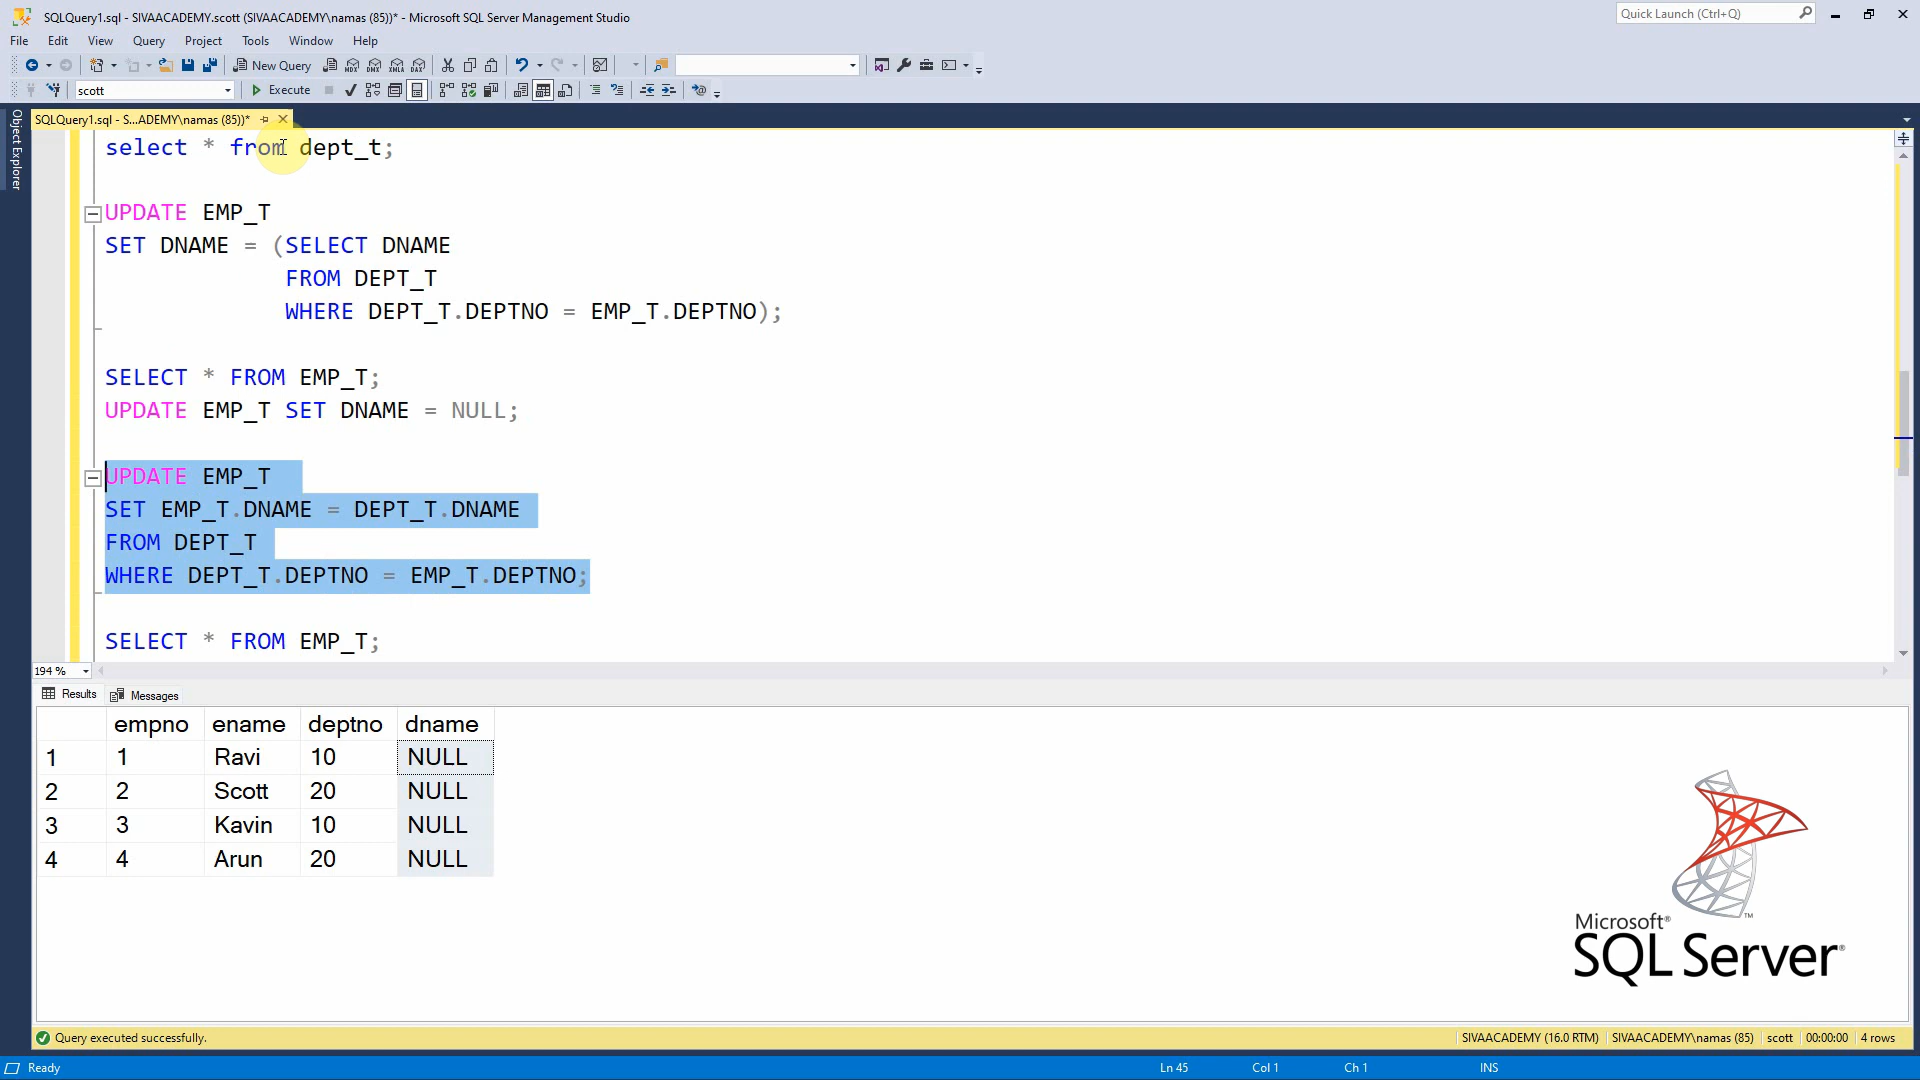 SQLQuery1.sql - SIVAACADEMY.scott (SIVAACADEMY\namas (85))* - Microsoft SQL Server Management Studio
Quick Launch (Ctrl+Q)
File Edit View Query Project Tools Window Help
New Query
MDX DMX XMLA DAX
scott
Execute
SQLQuery1.sql - S...ADEMY\namas (85))*
Object Explorer
select * from dept_t;
UPDATE EMP_T
SET DNAME = (SELECT DNAME
FROM DEPT_T
WHERE DEPT_T.DEPTNO = EMP_T.DEPTNO);
SELECT * FROM EMP_T;
UPDATE EMP_T SET DNAME = NULL;
UPDATE EMP_T
SET EMP_T.DNAME = DEPT_T.DNAME
FROM DEPT_T
WHERE DEPT_T.DEPTNO = EMP_T.DEPTNO;
SELECT * FROM EMP_T;
194 %
Results Messages
empno ename deptno dname
1 1 Ravi 10 NULL
2 2 Scott 20 NULL
3 3 Kavin 10 NULL
4 4 Arun 20 NULL
Microsoft®
SQL Server®
Query executed successfully.
SIVAACADEMY (16.0 RTM) SIVAACADEMY\namas (85) scott 00:00:00 4 rows
Ready
Ln 45 Col 1 Ch 1 INS